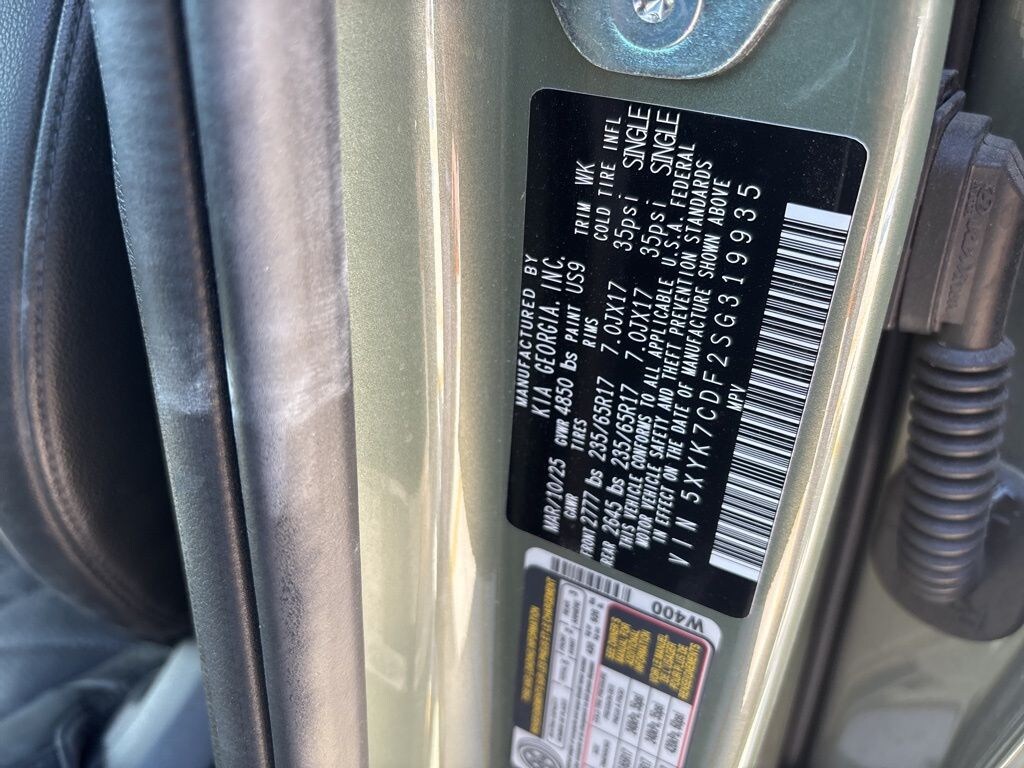 MANUFACTURED BY
KIA GEORGIA. INC.
MAR/10/25 GVWR 4850 lbs PAINT US9 TRIM WK
GAWR TIRES RIMS COLD TIRE INFL
FRON 2777 lbs 235/65R17 7.0JX17 35psi SINGLE
REAR 2645 lbs 235/65R17 7.0JX17 35psi SINGLE
THIS VEHICLE CONFORMS TO ALL APPLICABLE U.S.A. FEDERAL
MOTOR VEHICLE SAFETY AND THEFT PREVENTION STANDARDS
IN EFFECT ON THE DATE OF MANUFACTURE SHOWN ABOVE
VIN 5XYK7CDF2SG319935
MPV
W400